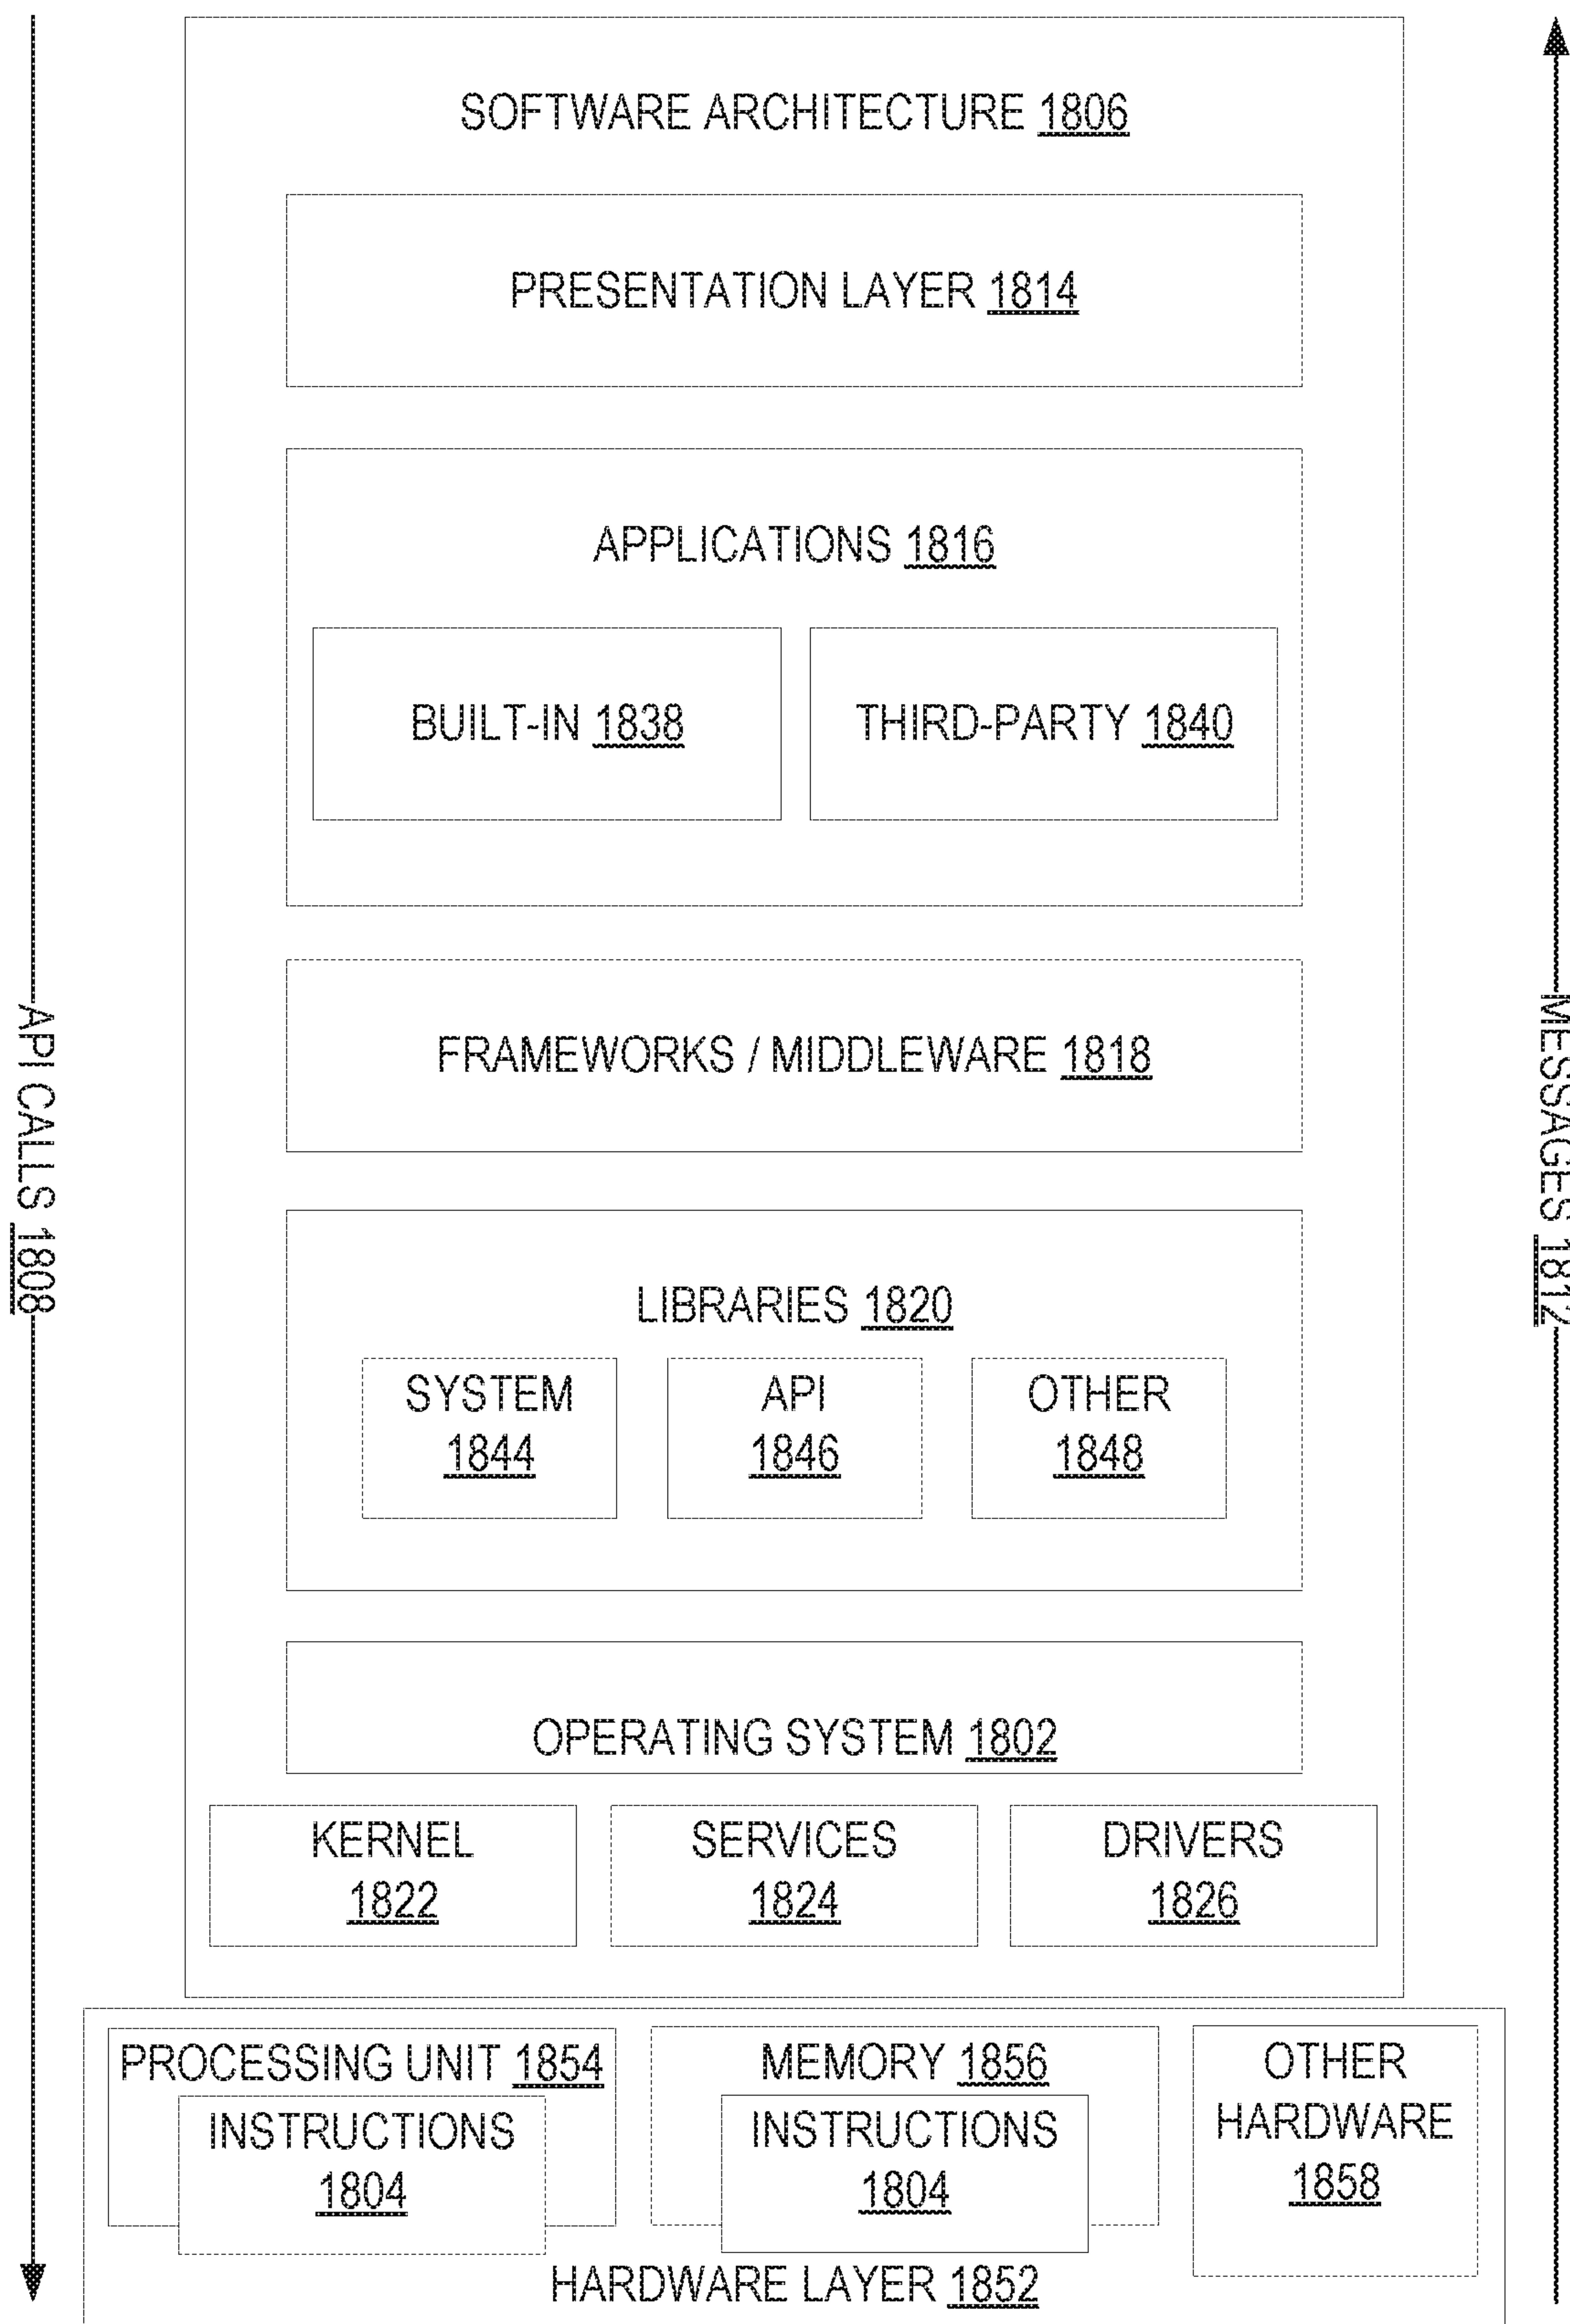 SOFTWARE ARCHITECTURE 1806
PRESENTATION LAYER 1814
APPLICATIONS 1816
BUILT-IN 1838
THIRD-PARTY 1840
FRAMEWORKS / MIDDLEWARE 1818
API CALLS 1808
MESSAGES 1812
LIBRARIES 1820
SYSTEM
1844
API
1846
OTHER
1848
OPERATING SYSTEM 1802
KERNEL
1822
SERVICES
1824
DRIVERS
1826
PROCESSING UNIT 1854
INSTRUCTIONS
1804
MEMORY 1856
INSTRUCTIONS
1804
OTHER
HARDWARE
1858
HARDWARE LAYER 1852